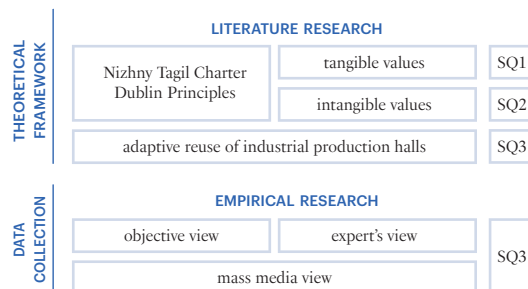 LITERATURE RESEARCH
THEORETICAL
FRAMEWORK
Nizhny Tagil Charter
Dublin Principles
tangible values
SQ1
intangible values
SQ2
adaptive reuse of industrial production halls
SQ3
EMPIRICAL RESEARCH
DATA
COLLECTION
objective view
expert's view
SQ3
mass media view